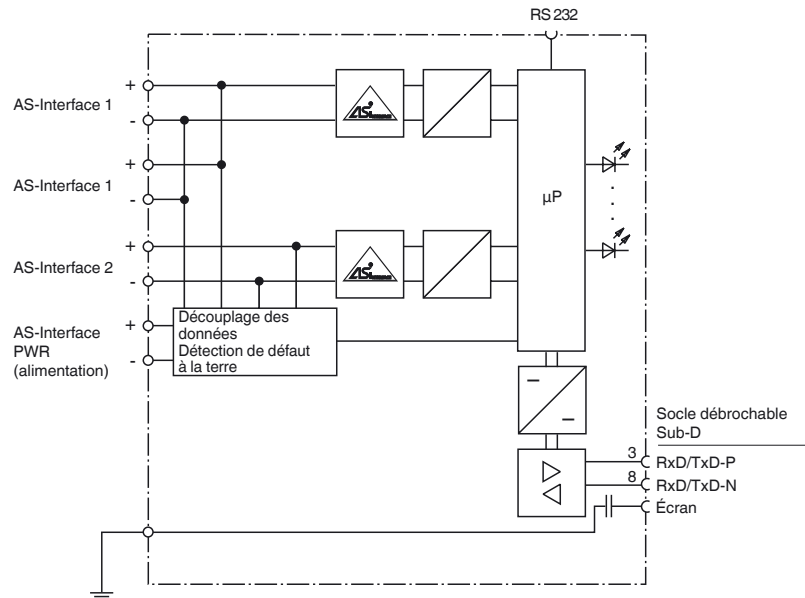 RS 232
AS-Interface 1
+
-
AS-Interface 1
+
-
AS-Interface 2
+
-
AS-Interface
PWR
(alimentation)
+
-
Découplage des
données
Détection de défaut
à la terre
µP
Socle débrochable
Sub-D
3
RxD/TxD-P
8
RxD/TxD-N
Écran